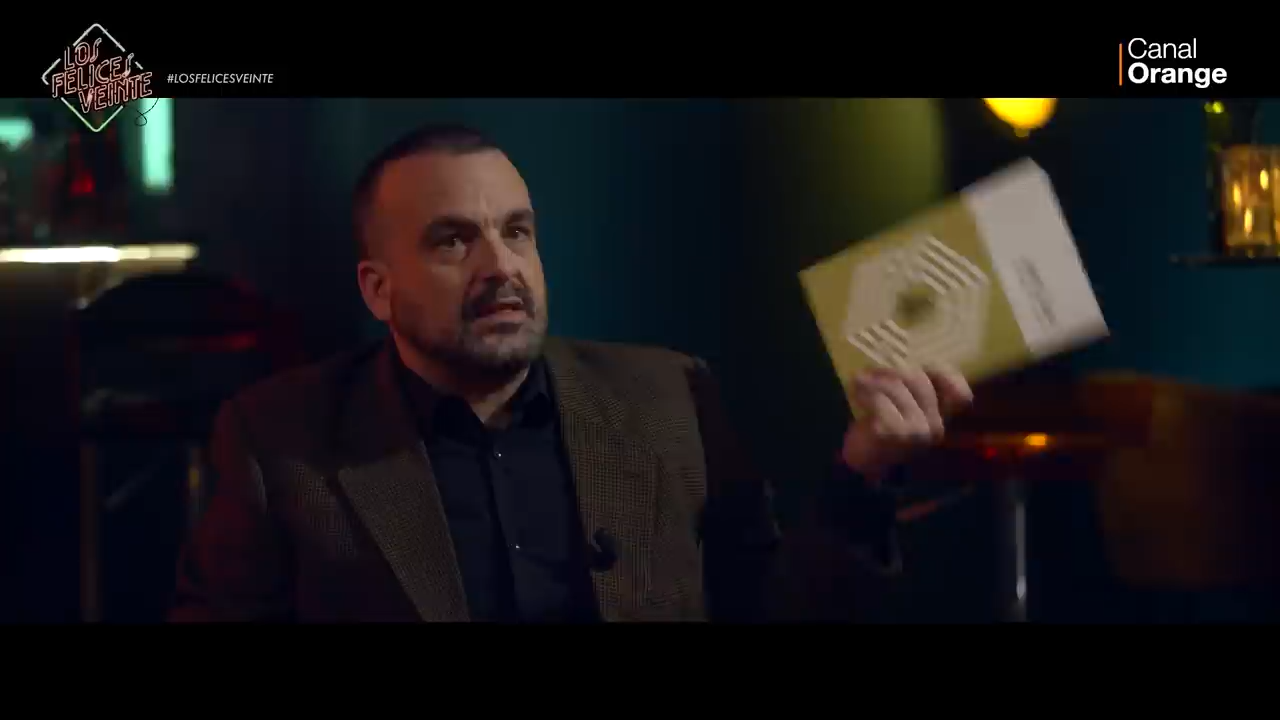 LOS
FELICES
VEINTE
#LOSFELICESVEINTE
Canal
Orange